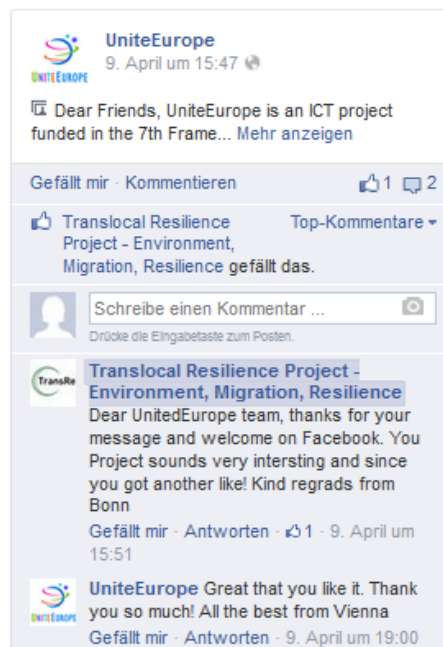 UniteEurope
UNITEEUROPE
9. April um 15:47
Dear Friends, UniteEurope is an ICT project
funded in the 7th Frame... Mehr anzeigen
Gefällt mir · Kommentieren 1 2
Translocal Resilience Top-Kommentare
Project - Environment,
Migration, Resilience gefällt das.
Schreibe einen Kommentar ...
Drücke die Eingabetaste zum Posten.
TransRe
Translocal Resilience Project -
Environment, Migration, Resilience
Dear UnitedEurope team, thanks for your
message and welcome on Facebook. You
Project sounds very intersting and since
you got another like! Kind regrads from
Bonn
Gefällt mir · Antworten · 1 · 9. April um
15:51
UNITEEUROPE
UniteEurope Great that you like it. Thank
you so much! All the best from Vienna
Gefällt mir · Antworten · 9. April um 19:00